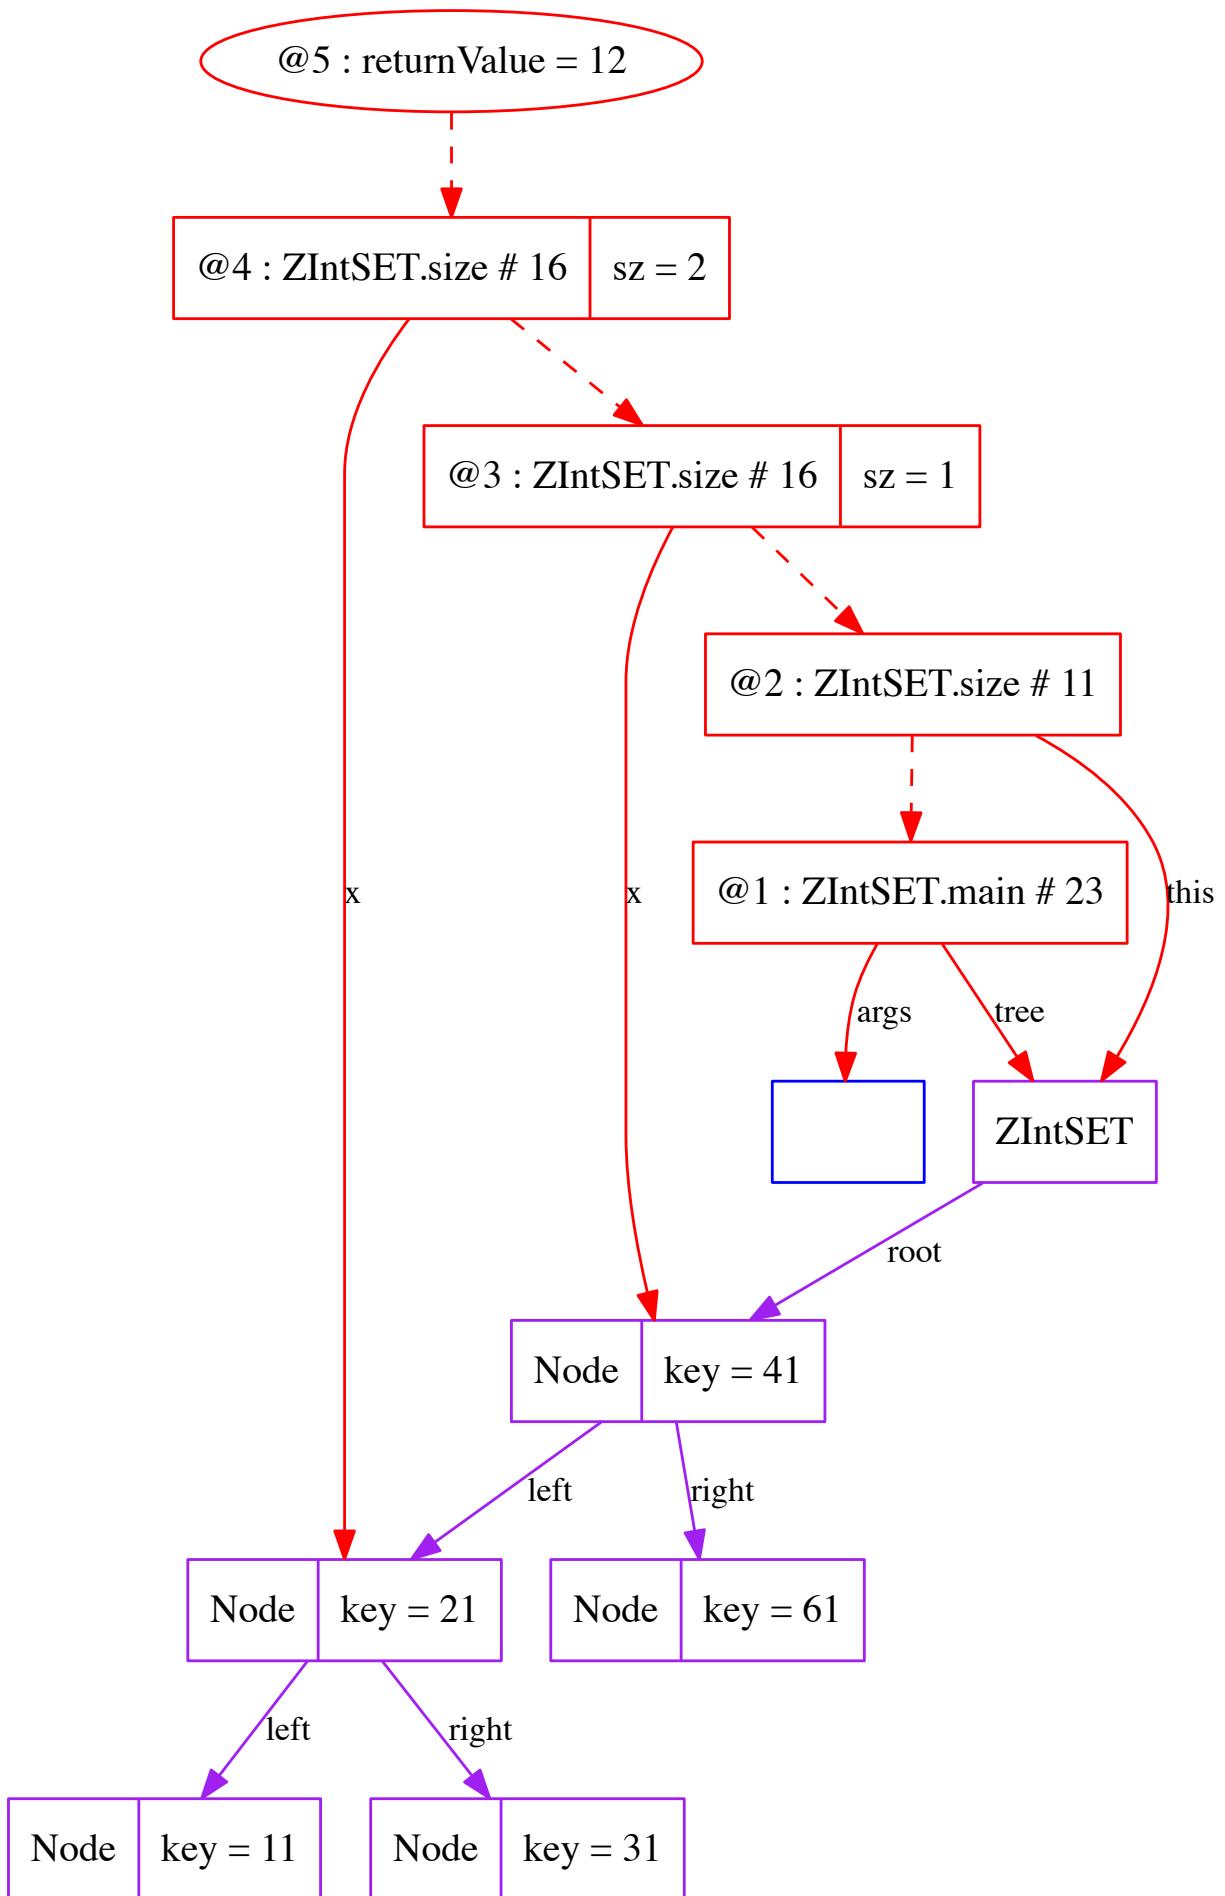 @5 : returnValue = 12
@4 : ZIntSET.size # 16
sz = 2
@3 : ZIntSET.size # 16
sz = 1
@2 : ZIntSET.size # 11
x
x
@1 : ZIntSET.main # 23
this
args
tree
ZIntSET
root
Node
key = 41
left
right
Node
key = 21
Node
key = 61
left
right
Node
key = 11
Node
key = 31